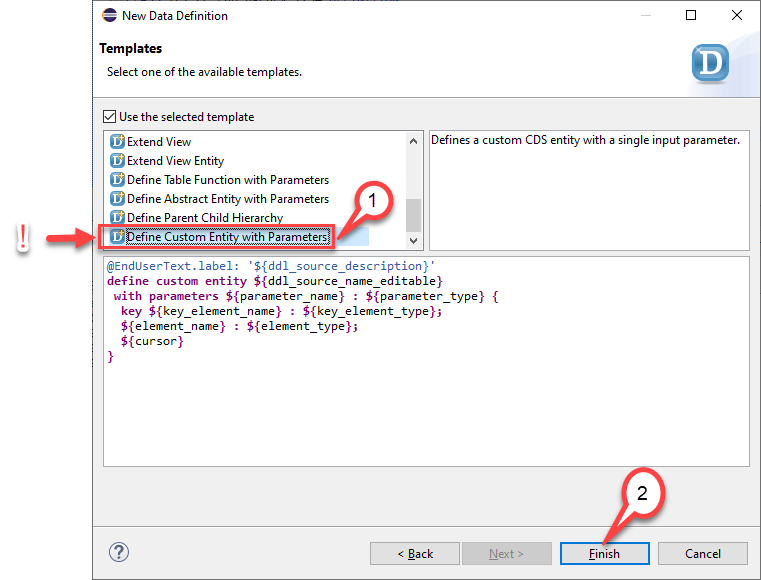 New Data Definition
Templates
Select one of the available templates.
D
Use the selected template
Extend View
Defines a custom CDS entity with a single input parameter.
Extend View Entity
Define Table Function with Parameters
Define Abstract Entity with Parameters
1
Define Parent Child Hierarchy
!
Define Custom Entity with Parameters
@EndUserText.label: '${ddl_source_description}'
define custom entity ${ddl_source_name_editable}
with parameters ${parameter_name} : ${parameter_type} {
key ${key_element_name} : ${key_element_type};
${element_name} : ${element_type};
${cursor}
}
2
?
< Back
Next >
Finish
Cancel